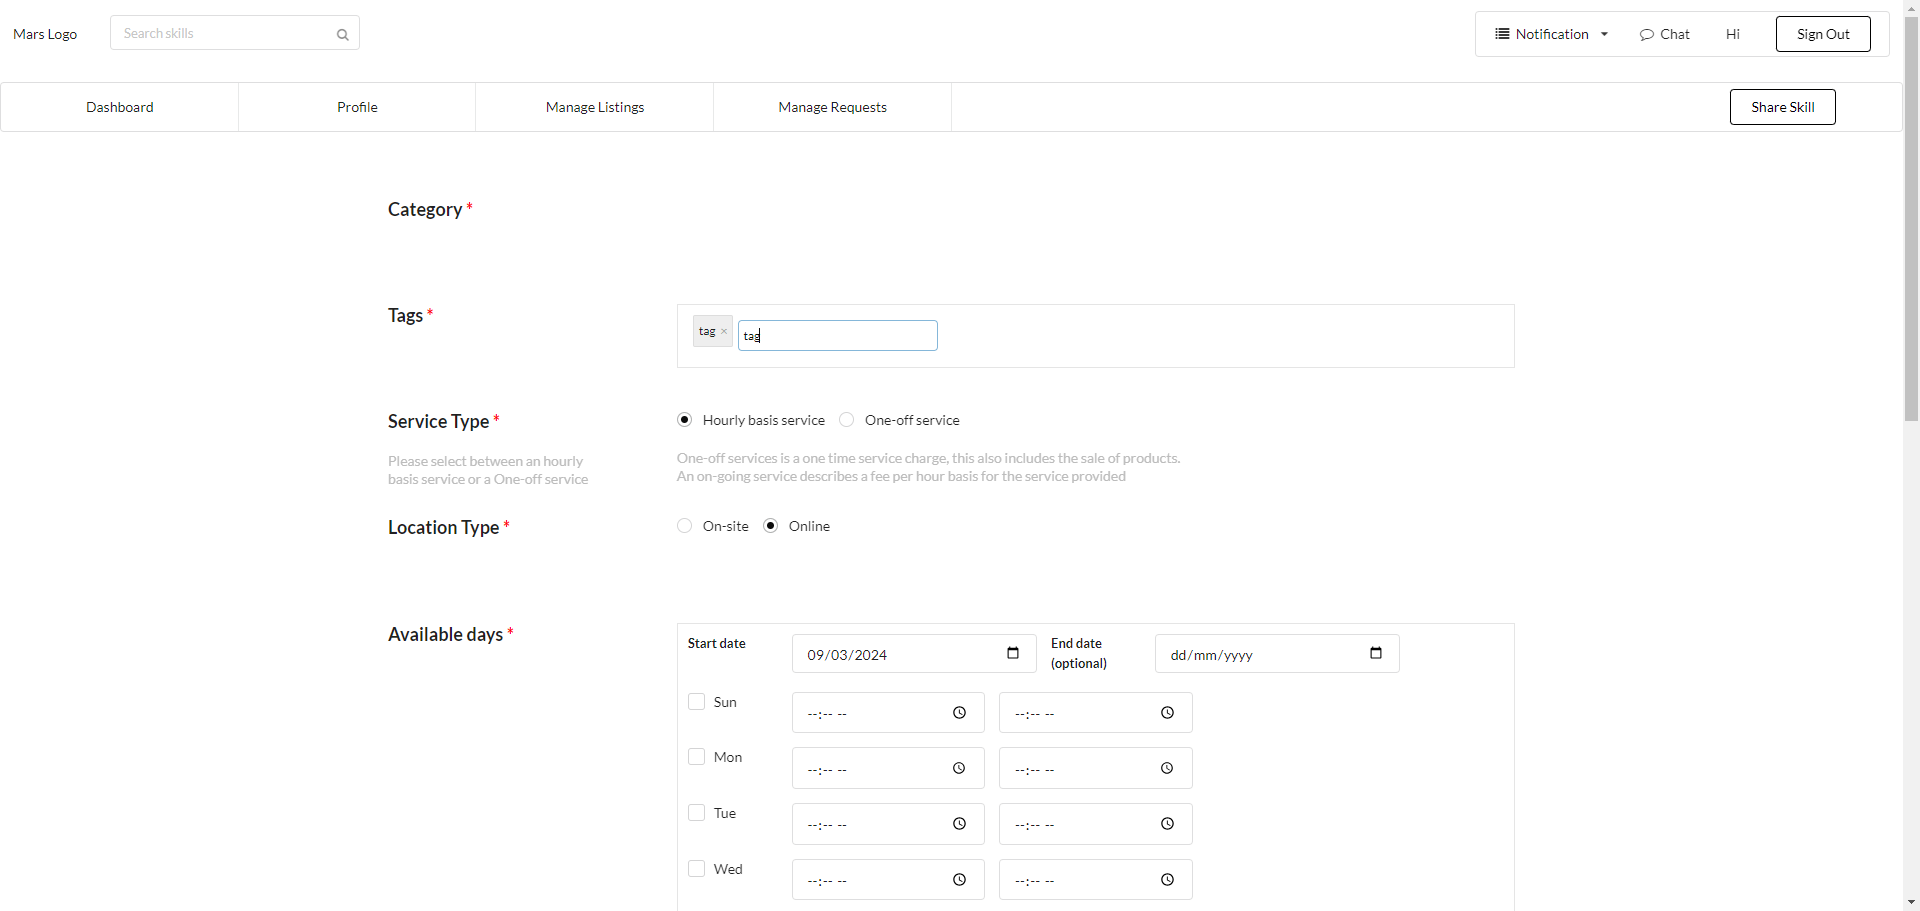 Mars Logo
Search skills
Notification
Chat
Hi
Sign Out
Dashboard
Profile
Manage Listings
Manage Requests
Share Skill
Category *
Tags *
tag ×
tag
Service Type *
Hourly basis service
One-off service
Please select between an hourly
basis service or a One-off service
One-off services is a one time service charge, this also includes the sale of products.
An on-going service describes a fee per hour basis for the service provided
Location Type *
On-site
Online
Available days *
Start date
09/03/2024
End date
(optional)
dd/mm/yyyy
Sun
--:-- --
--:-- --
Mon
--:-- --
--:-- --
Tue
--:-- --
--:-- --
Wed
--:-- --
--:-- --